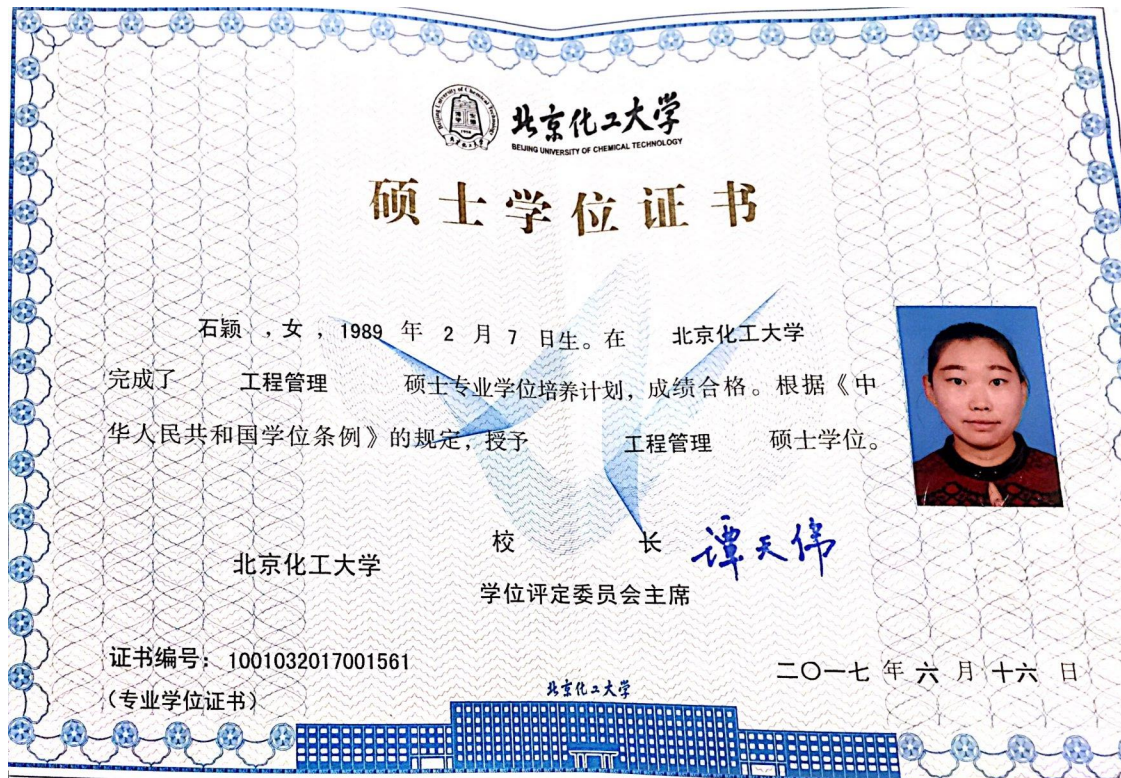 北京化工大学
BEIJING UNIVERSITY OF CHEMICAL TECHNOLOGY
硕士学位证书
石颖 ，女，1989 年 2 月 7 日生。在 北京化工大学
完成了 工程管理 硕士专业学位培养计划，成绩合格。根据《中
华人民共和国学位条例》的规定，授予 工程管理 硕士学位。
校 长 谭天伟
北京化工大学
学位评定委员会主席
证书编号：1001032017001561
二〇一七 年 六 月 十六 日
（专业学位证书）
北京化工大学